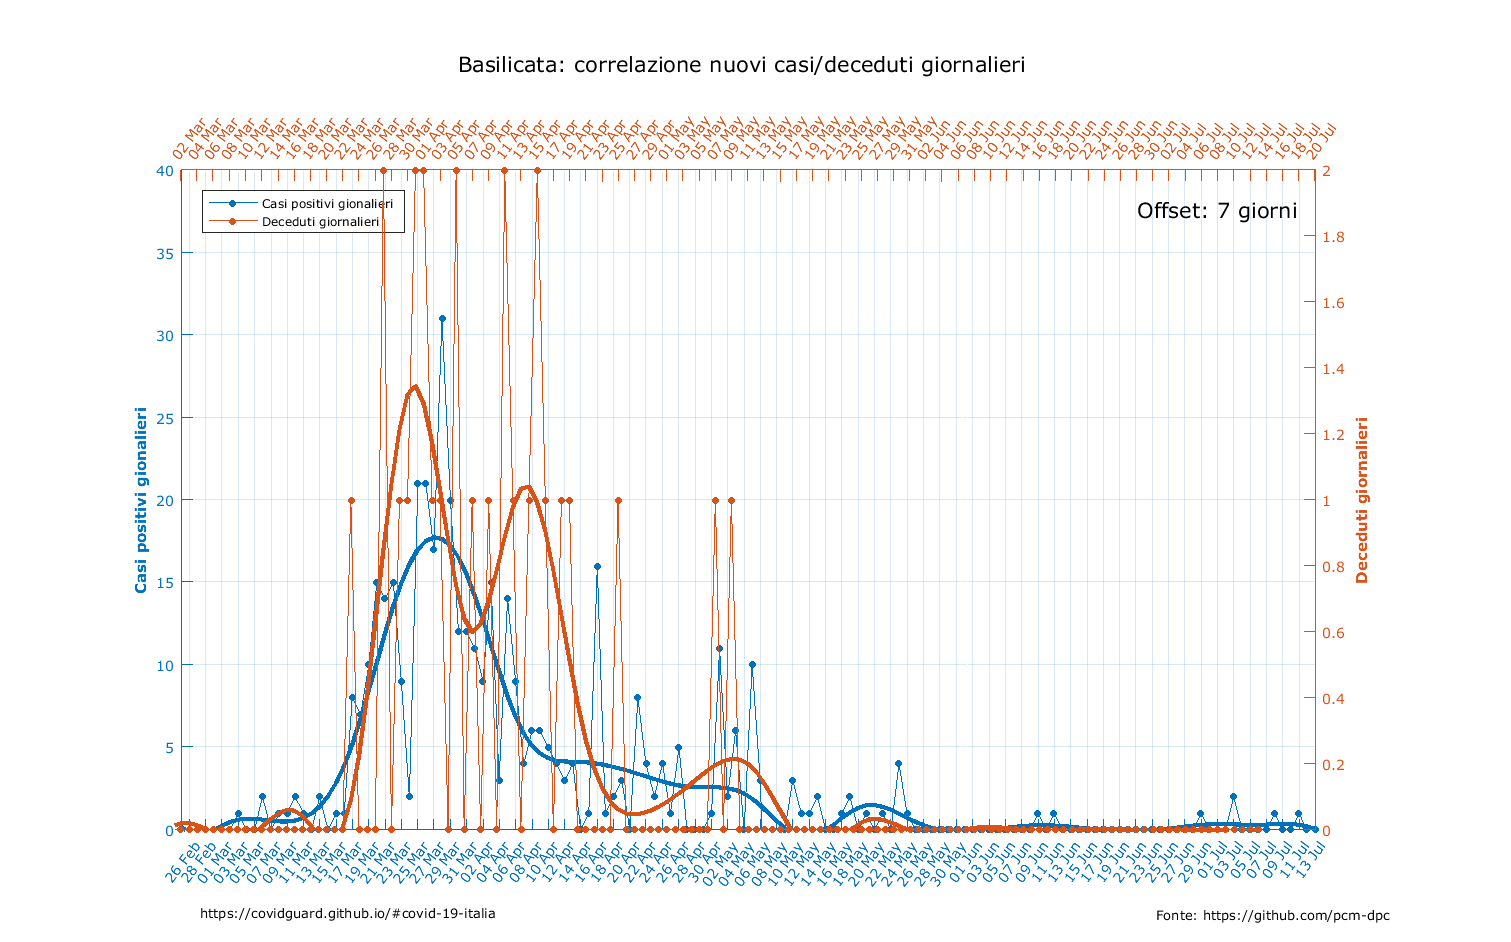 Basilicata: correlazione nuovi casi/deceduti giornalieri
02 Mar
04 Mar
06 Mar
08 Mar
10 Mar
12 Mar
14 Mar
16 Mar
18 Mar
20 Mar
22 Mar
24 Mar
26 Mar
28 Mar
30 Mar
01 Apr
03 Apr
05 Apr
07 Apr
09 Apr
11 Apr
13 Apr
15 Apr
17 Apr
19 Apr
21 Apr
23 Apr
25 Apr
27 Apr
29 Apr
01 May
03 May
05 May
07 May
09 May
11 May
13 May
15 May
17 May
19 May
21 May
23 May
25 May
27 May
29 May
31 May
02 Jun
04 Jun
06 Jun
08 Jun
10 Jun
12 Jun
14 Jun
16 Jun
18 Jun
20 Jun
22 Jun
24 Jun
26 Jun
28 Jun
30 Jun
02 Jul
04 Jul
06 Jul
08 Jul
10 Jul
12 Jul
14 Jul
16 Jul
18 Jul
20 Jul
Casi positivi gionalieri
Deceduti giornalieri
Offset: 7 giorni
40
35
30
25
20
15
10
5
0
Casi positivi gionalieri
2
1.8
1.6
1.4
1.2
1
0.8
0.6
0.4
0.2
0
Deceduti giornalieri
26 Feb
28 Feb
01 Mar
03 Mar
05 Mar
07 Mar
09 Mar
11 Mar
13 Mar
15 Mar
17 Mar
19 Mar
21 Mar
23 Mar
25 Mar
27 Mar
29 Mar
31 Mar
02 Apr
04 Apr
06 Apr
08 Apr
10 Apr
12 Apr
14 Apr
16 Apr
18 Apr
20 Apr
22 Apr
24 Apr
26 Apr
28 Apr
30 Apr
02 May
04 May
06 May
08 May
10 May
12 May
14 May
16 May
18 May
20 May
22 May
24 May
26 May
28 May
30 May
01 Jun
03 Jun
05 Jun
07 Jun
09 Jun
11 Jun
13 Jun
15 Jun
17 Jun
19 Jun
21 Jun
23 Jun
25 Jun
27 Jun
29 Jun
01 Jul
03 Jul
05 Jul
07 Jul
09 Jul
11 Jul
13 Jul
https://covidguard.github.io/#covid-19-italia
Fonte: https://github.com/pcm-dpc